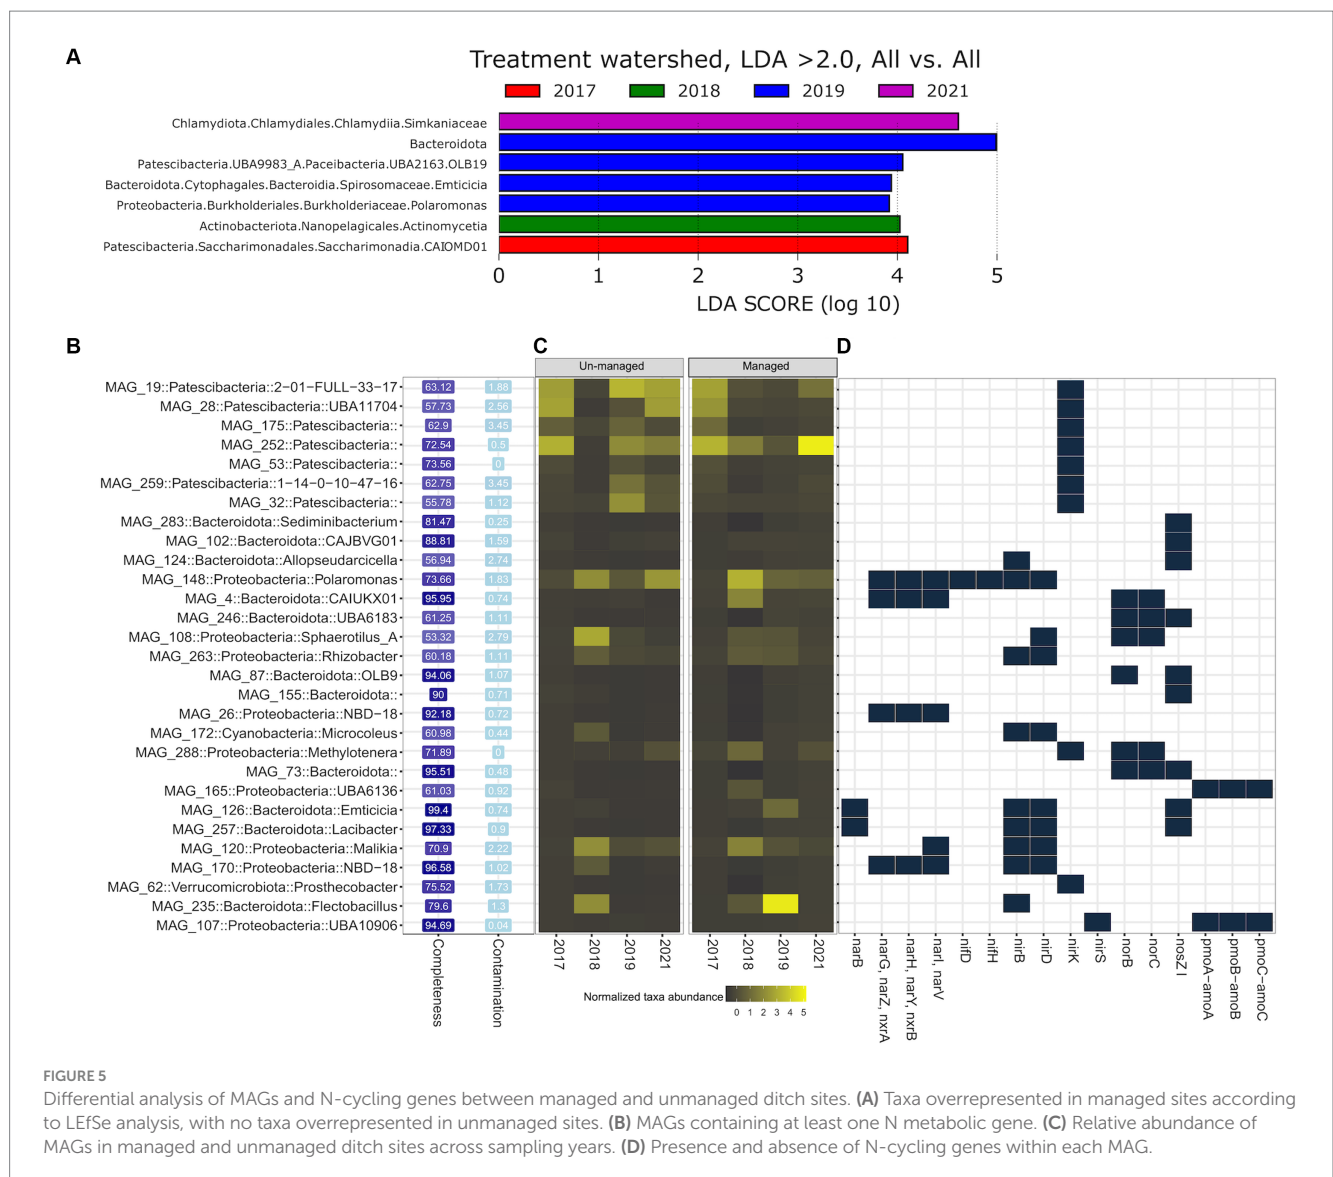 A
Treatment watershed, LDA >2.0, All vs. All
2017 2018 2019 2021
Chlamydiota.Chlamydiales.Chlamydiia.Simkaniaceae
Bacteroidota
Patescibacteria.UBA9983_A.Paceibacteria.UBA2163.OLB19
Bacteroidota.Cytophagales.Bacteroidia.Spirosomaceae.Emticicia
Proteobacteria.Burkholderiales.Burkholderiaceae.Polaromonas
Actinobacteriota.Nanopelagicales.Actinomycetia
Patescibacteria.Saccharimonadales.Saccharimonadia.CAIOMD01
0 1 2 3 4 5
LDA SCORE (log 10)
B C D
Un-managed Managed
MAG_19::Patescibacteria::2-01-FULL-33-17 63.12 1.88
MAG_28::Patescibacteria::UBA11704 57.73 2.56
MAG_175::Patescibacteria:: 62.9 3.45
MAG_252::Patescibacteria:: 72.54 0.5
MAG_53::Patescibacteria:: 73.56 0
MAG_259::Patescibacteria::1-14-0-10-47-16 62.75 3.45
MAG_32::Patescibacteria:: 55.78 1.12
MAG_283::Bacteroidota::Sediminibacterium 81.47 0.25
MAG_102::Bacteroidota::CAJBVG01 88.81 1.59
MAG_124::Bacteroidota::Allopseudarcicella 56.94 2.74
MAG_148::Proteobacteria::Polaromonas 73.66 1.83
MAG_4::Bacteroidota::CAIUKX01 95.95 0.74
MAG_246::Bacteroidota::UBA6183 61.25 1.11
MAG_108::Proteobacteria::Sphaerotilus_A 53.32 2.79
MAG_263::Proteobacteria::Rhizobacter 60.18 1.11
MAG_87::Bacteroidota::OLB9 94.06 1.07
MAG_155::Bacteroidota:: 90 0.71
MAG_26::Proteobacteria::NBD-18 92.18 0.72
MAG_172::Cyanobacteria::Microcoleus 60.98 0.44
MAG_288::Proteobacteria::Methylotenera 71.89 0
MAG_73::Bacteroidota:: 95.51 0.48
MAG_165::Proteobacteria::UBA6136 61.03 0.92
MAG_126::Bacteroidota::Emticicia 99.4 0.74
MAG_257::Bacteroidota::Lacibacter 97.33 0.9
MAG_120::Proteobacteria::Malikia 70.9 2.22
MAG_170::Proteobacteria::NBD-18 96.58 1.02
MAG_62::Verrucomicrobiota::Prosthecobacter 75.52 1.73
MAG_235::Bacteroidota::Flectobacillus 79.6 1.3
MAG_107::Proteobacteria::UBA10906 94.69 0.04
Completeness Contamination 2017 2018 2019 2021 2017 2018 2019 2021 narB narG, narZ, nxrA narH, narY, nxrB narI, narV nifD nifH nirB nirD nirK nirS norB norC nosZ I pmoA-amoA pmoB-amoB pmoC-amoC
Normalized taxa abundance
0 1 2 3 4 5
FIGURE 5
Differential analysis of MAGs and N-cycling genes between managed and unmanaged ditch sites. (A) Taxa overrepresented in managed sites according
to LEfSe analysis, with no taxa overrepresented in unmanaged sites. (B) MAGs containing at least one N metabolic gene. (C) Relative abundance of
MAGs in managed and unmanaged ditch sites across sampling years. (D) Presence and absence of N-cycling genes within each MAG.